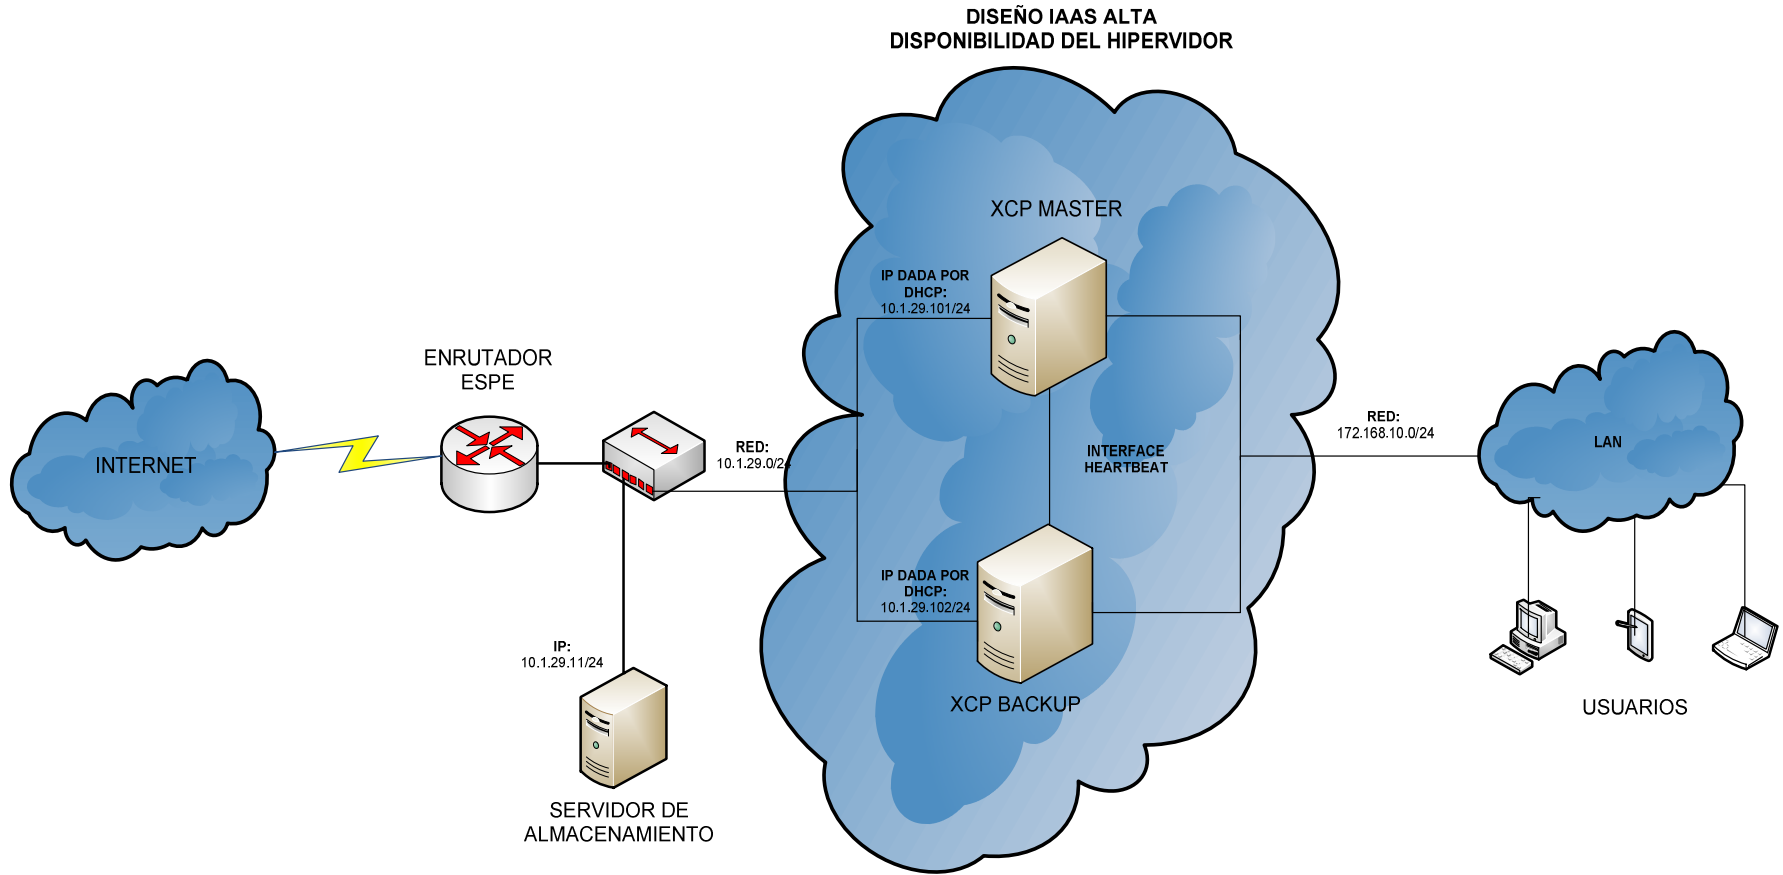 DISEÑO IAAS ALTA
DISPONIBILIDAD DEL HIPERVIDOR
XCP MASTER
IP DADA POR
DHCP:
10.1.29.101/24
ENRUTADOR
ESPE
INTERNET
RED:
10.1.29.0/24
INTERFACE
HEARTBEAT
RED:
172.168.10.0/24
LAN
IP DADA POR
DHCP:
10.1.29.102/24
IP:
10.1.29.11/24
XCP BACKUP
USUARIOS
SERVIDOR DE
ALMACENAMIENTO